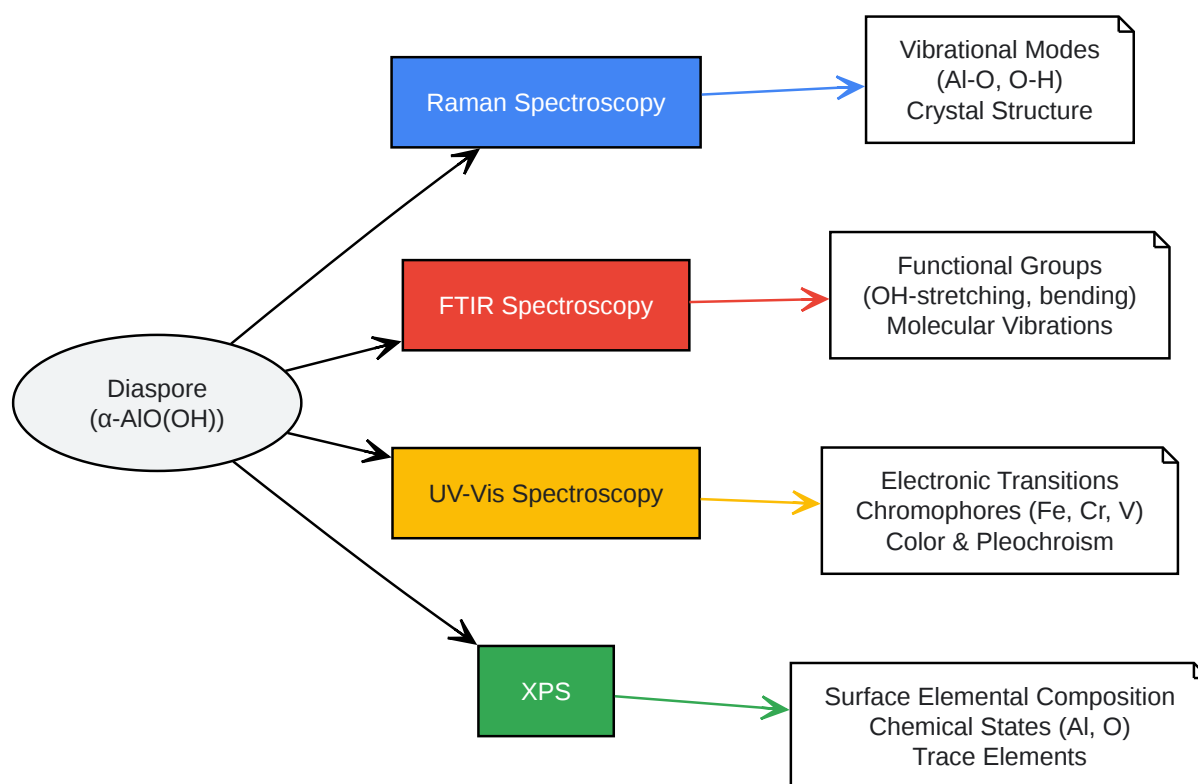 Raman Spectroscopy
Vibrational Modes
(Al-O, O-H)
Crystal Structure
FTIR Spectroscopy
Functional Groups
(OH-stretching, bending)
Molecular Vibrations
Diaspore
(α-AlO(OH))
UV-Vis Spectroscopy
Electronic Transitions
Chromophores (Fe, Cr, V)
Color & Pleochroism
XPS
Surface Elemental Composition
Chemical States (Al, O)
Trace Elements